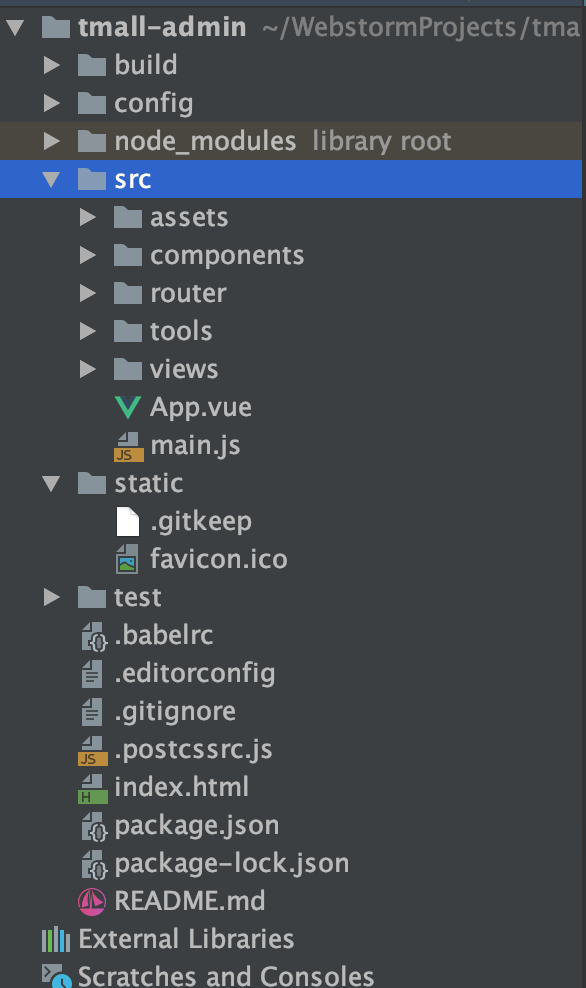 tmall-admin ~/WebstormProjects/tma
build
config
node_modules library root
src
assets
components
router
tools
views
App.vue
JS main.js
static
.gitkeep
favicon.ico
test
.babelrc
.editorconfig
.gitignore
JS .postcssrc.js
H index.html
package.json
package-lock.json
README.md
External Libraries
Scratches and Consoles